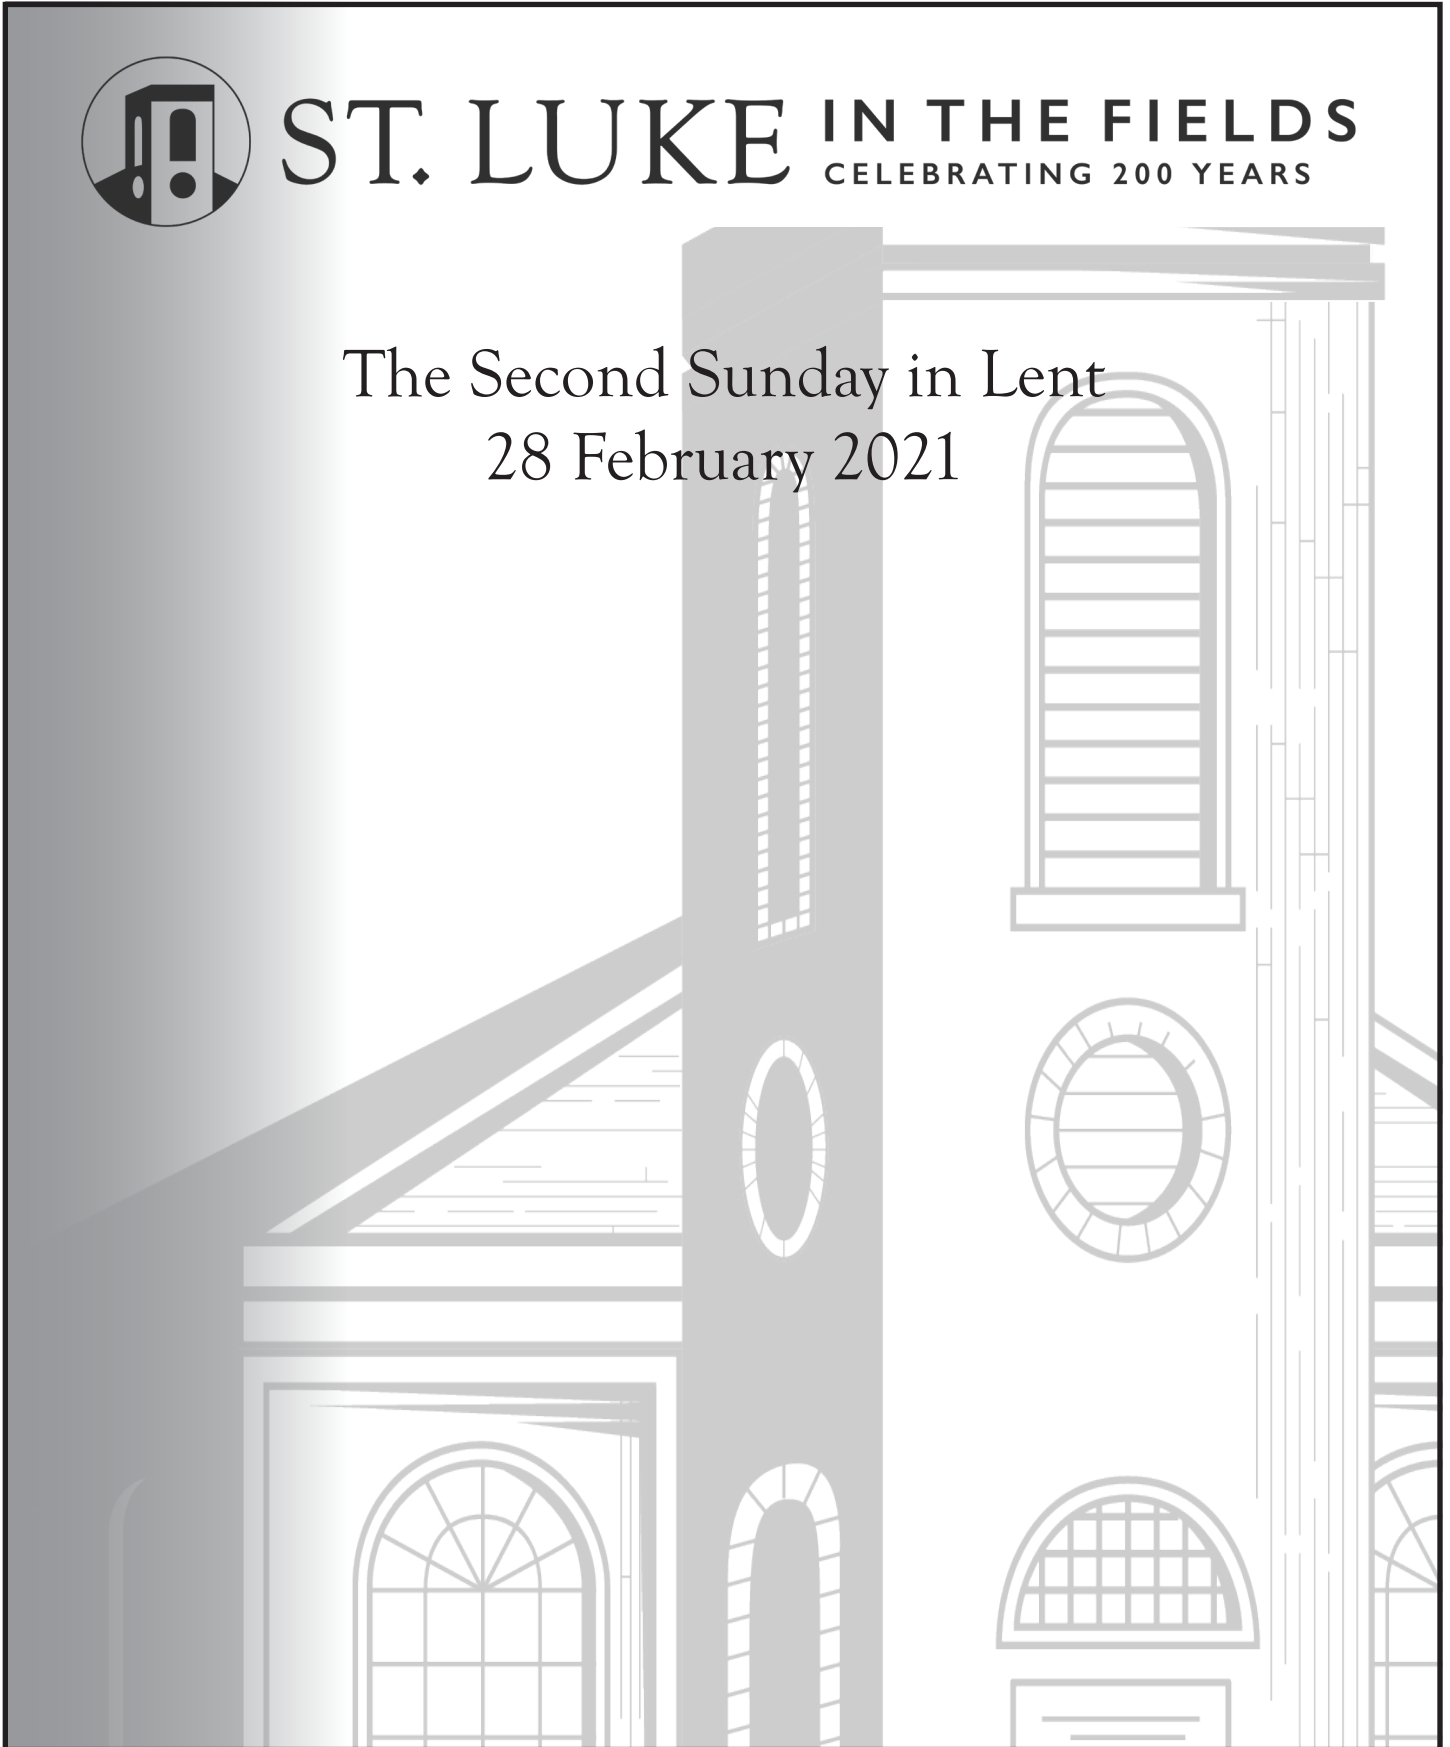 ST. LUKE IN THE FIELDS
CELEBRATING 200 YEARS
The Second Sunday in Lent
28 February 2021